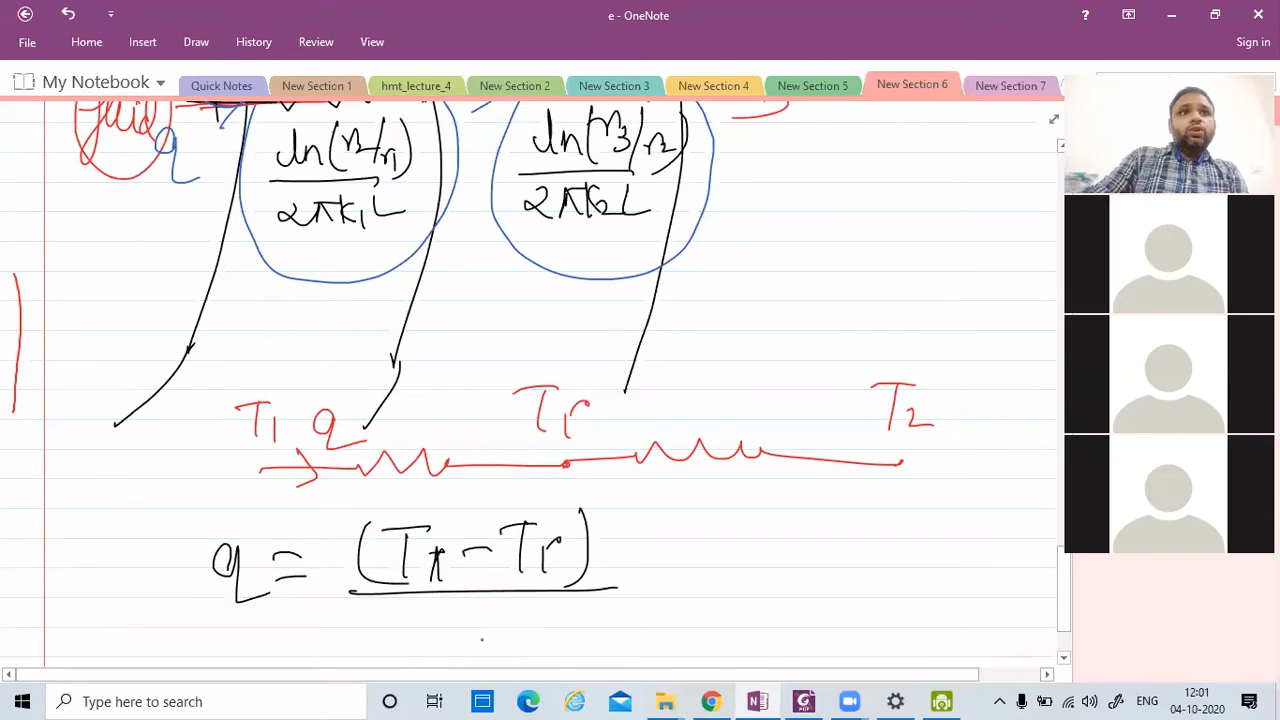 e - OneNote
File Home Insert Draw History Review View
Sign in
My Notebook
Quick Notes New Section 1 hmt_lecture_4 New Section 2 New Section 3 New Section 4 New Section 5 New Section 6 New Section 7
fluid q
ln(r2/r1) ln(r3/r2)
2πk1L 2πk2L
T1 q Tr T2
q = (T1 - Tr)
Type here to search
ENG
12:01
04-10-2020